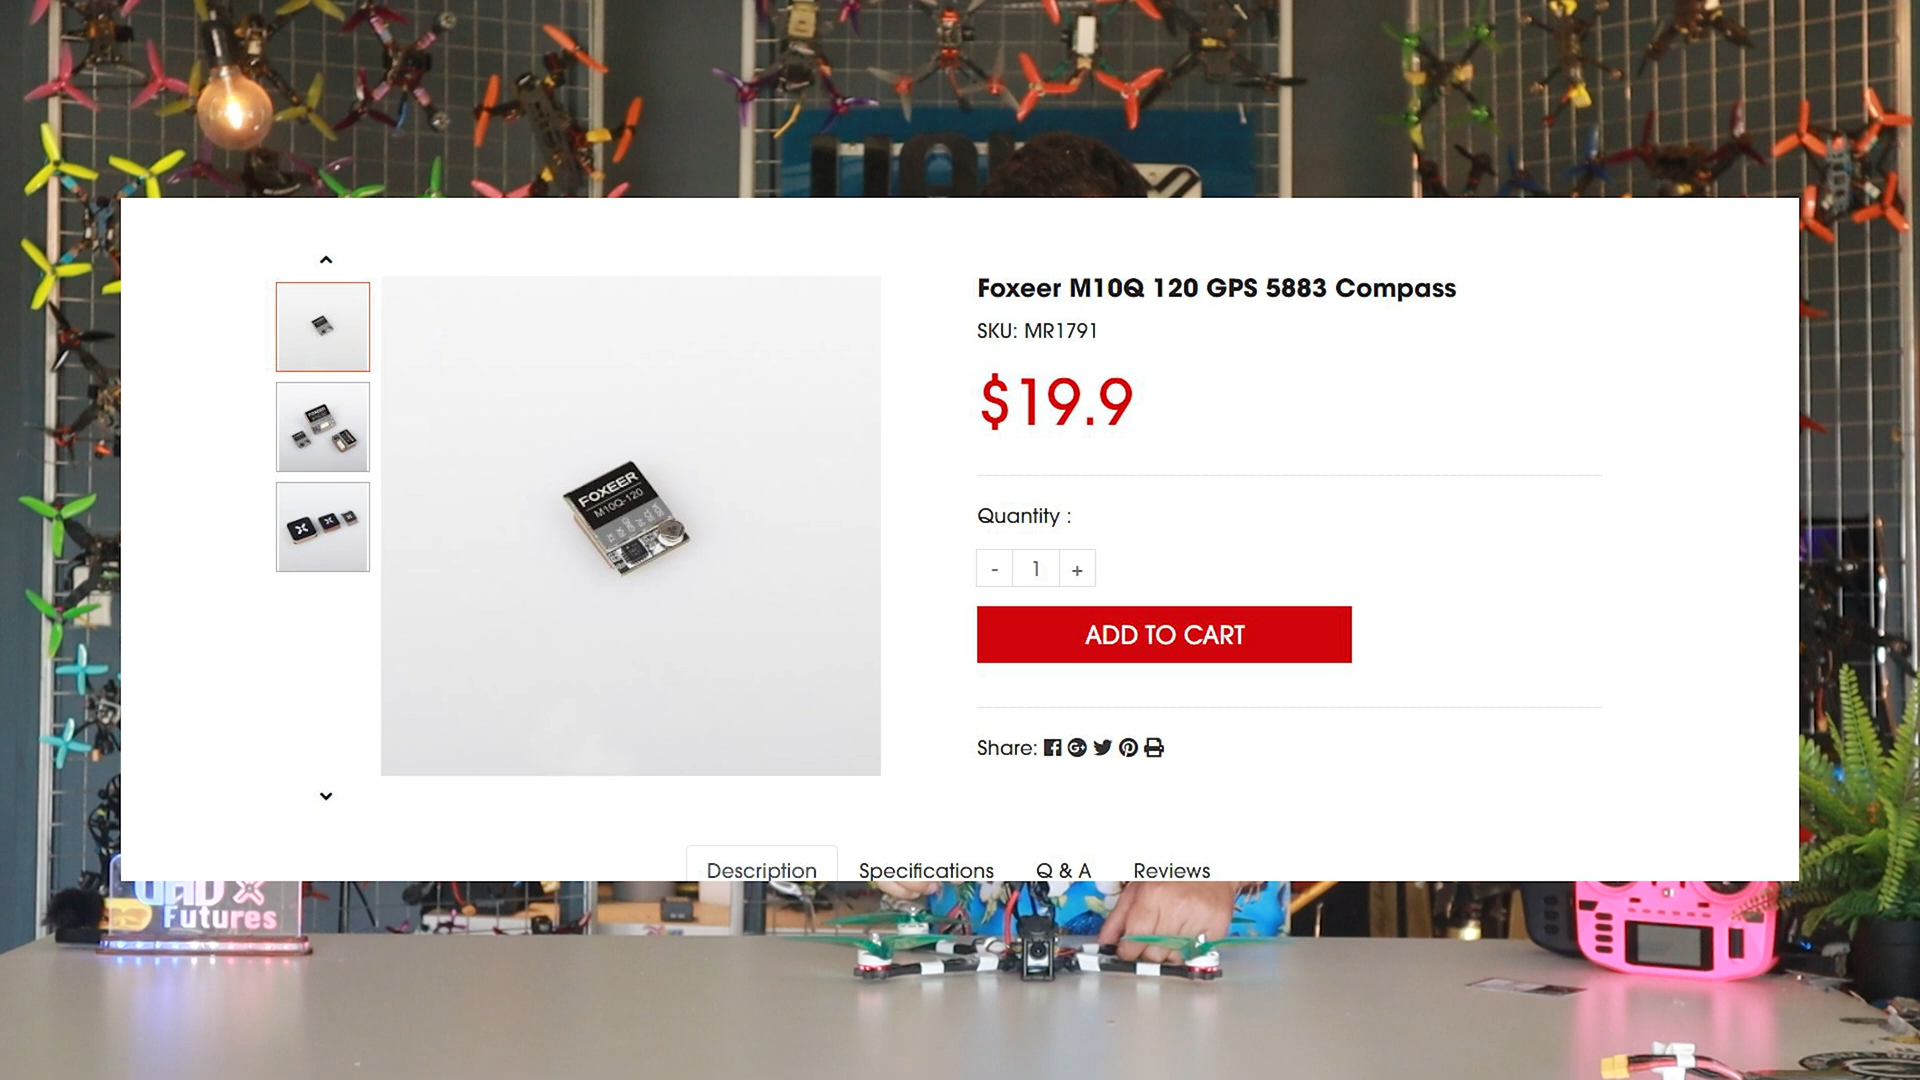 Foxeer M10Q 120 GPS 5883 Compass
SKU: MR1791
$19.9
Quantity :
- 1 +
ADD TO CART
Share:
FOXEER
M10Q-120
Description Specifications Q & A Reviews
UAD
Futures